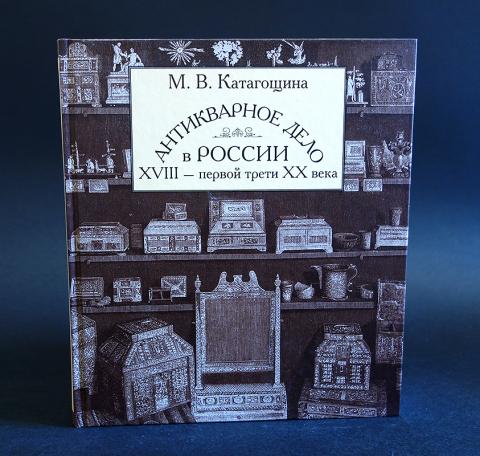 М. В. Катагощина
АНТИКВАРНОЕ ДЕЛО
в РОССИИ
XVIII — первой трети XX века